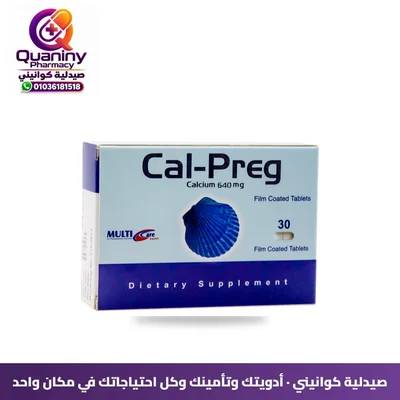 Quaniny
Pharmacy
صيدلية كوانيني
01036181518
Cal-Preg
Calcium 640 mg
Film Coated Tablets
30
Film Coated Tablets
MULTI Care
Dietary Supplement
صيدلية كوانيني - أدويتك وتأمينك وكل احتياجاتك في مكان واحد